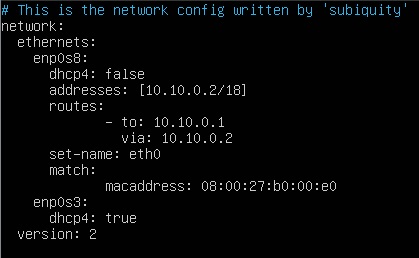 # This is the network config written by 'subiquity'
network:
  ethernets:
    enp0s8:
      dhcp4: false
      addresses: [10.10.0.2/18]
      routes:
            - to: 10.10.0.1
              via: 10.10.0.2
      set-name: eth0
      match:
            macaddress: 08:00:27:b0:00:e0
    enp0s3:
      dhcp4: true
  version: 2